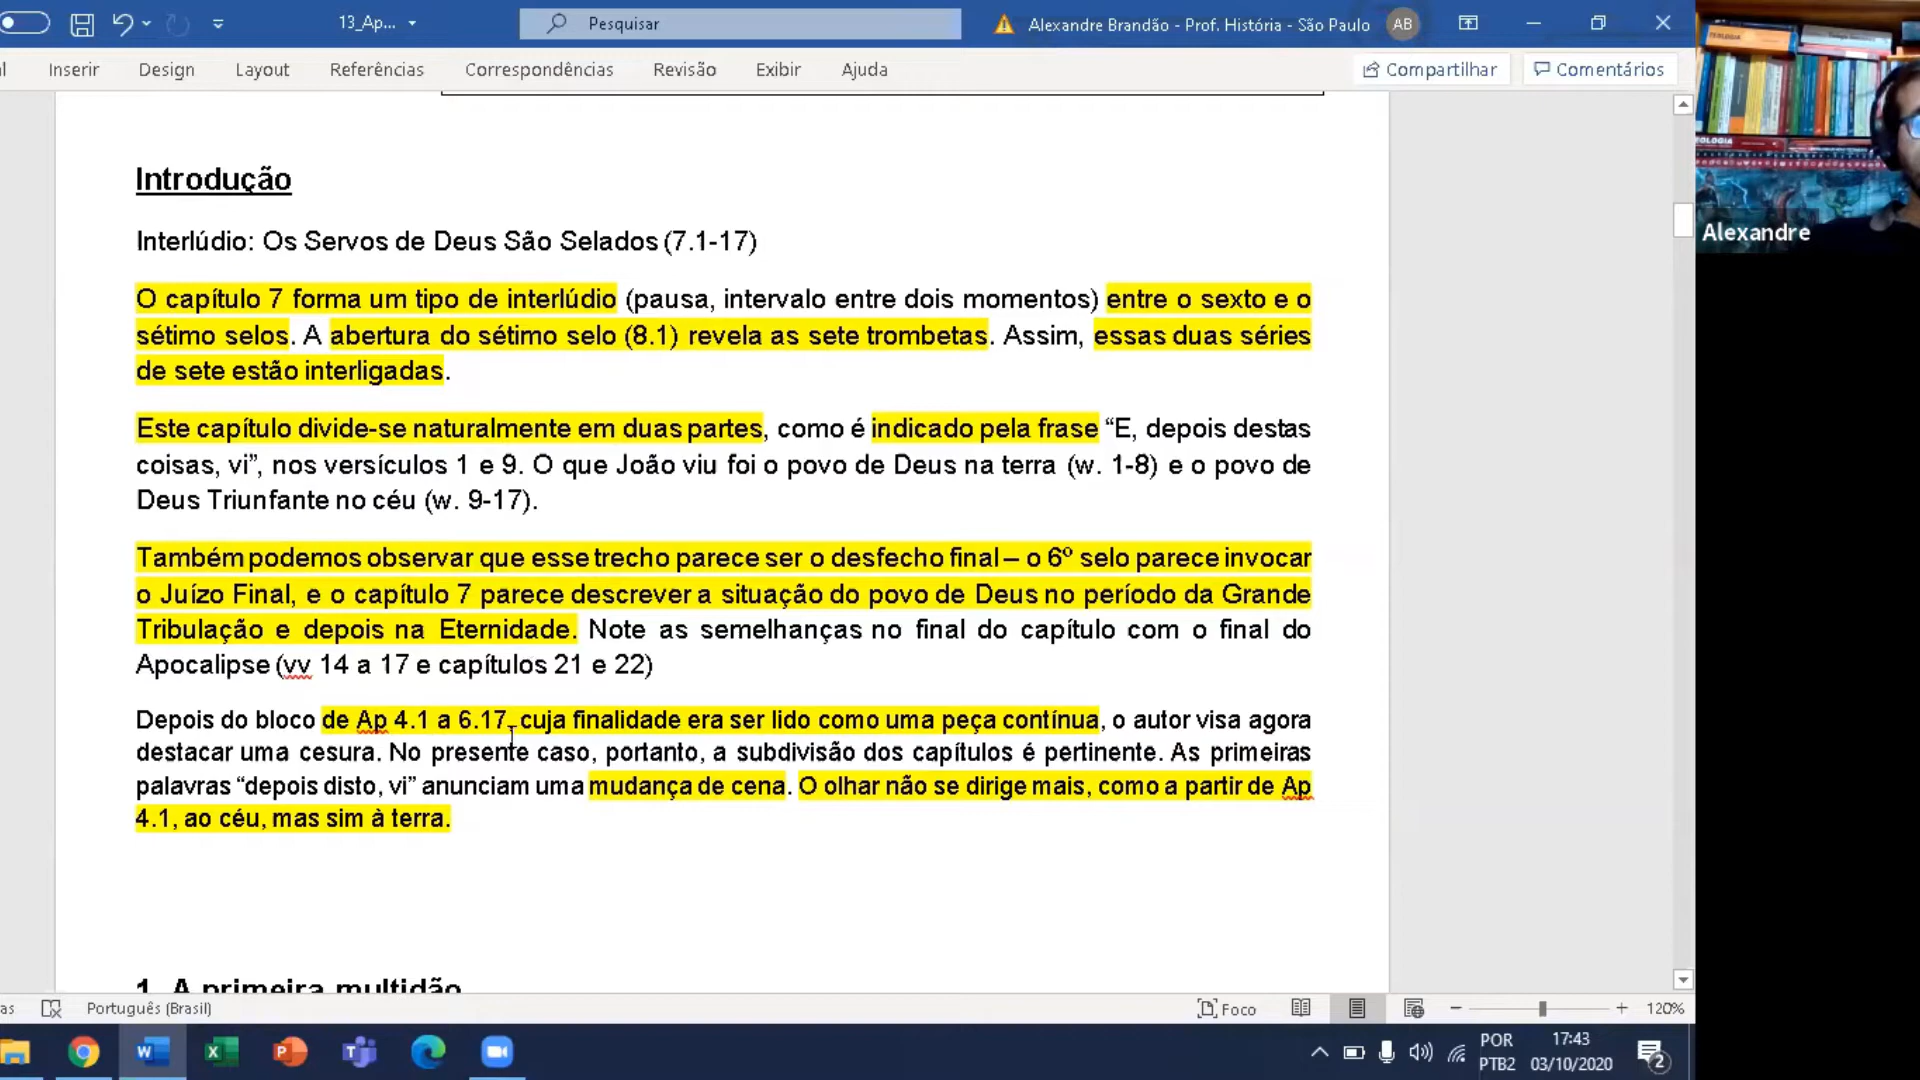 13_Ap...
Pesquisar
Alexandre Brandão - Prof. História - São Paulo
AB
Inserir
Design
Layout
Referências
Correspondências
Revisão
Exibir
Ajuda
Compartilhar
Comentários
Introdução
Interlúdio: Os Servos de Deus São Selados (7.1-17)
O capítulo 7 forma um tipo de interlúdio (pausa, intervalo entre dois momentos) entre o sexto e o
sétimo selos. A abertura do sétimo selo (8.1) revela as sete trombetas. Assim, essas duas séries
de sete estão interligadas.
Este capítulo divide-se naturalmente em duas partes, como é indicado pela frase “E, depois destas
coisas, vi”, nos versículos 1 e 9. O que João viu foi o povo de Deus na terra (w. 1-8) e o povo de
Deus Triunfante no céu (w. 9-17).
Também podemos observar que esse trecho parece ser o desfecho final – o 6º selo parece invocar
o Juízo Final, e o capítulo 7 parece descrever a situação do povo de Deus no período da Grande
Tribulação e depois na Eternidade. Note as semelhanças no final do capítulo com o final do
Apocalipse (vv 14 a 17 e capítulos 21 e 22)
Depois do bloco de Ap 4.1 a 6.17, cuja finalidade era ser lido como uma peça contínua, o autor visa agora
destacar uma cesura. No presente caso, portanto, a subdivisão dos capítulos é pertinente. As primeiras
palavras “depois disto, vi” anunciam uma mudança de cena. O olhar não se dirige mais, como a partir de Ap
4.1, ao céu, mas sim à terra.
1. A primeira multidão
Português (Brasil)
Foco
120%
POR
PTB2
17:43
03/10/2020
2
Alexandre